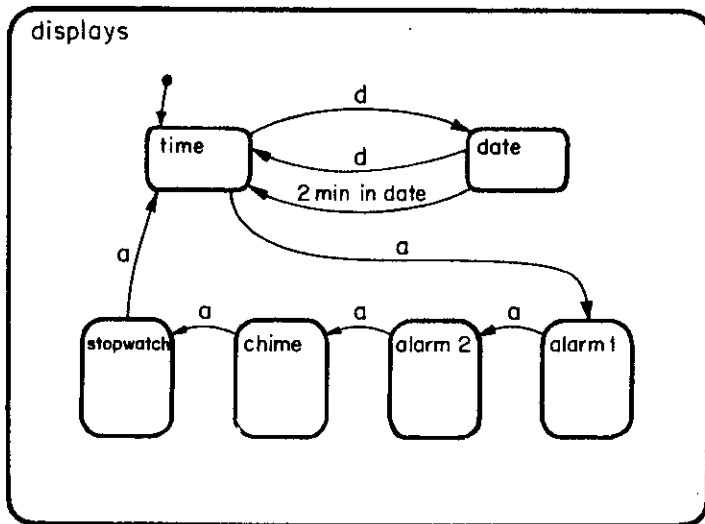 displays
d
time
date
d
2 min in date
a
a
a
a
a
stopwatch
chime
alarm 2
alarm 1